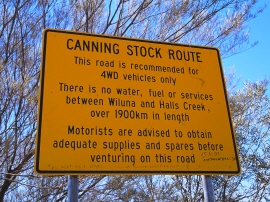 CANNING STOCK ROUTE
This road is recommended for
4WD vehicles only
There is no water, fuel or services
between Wiluna and Halls Creek,
over 1900km in length
Motorists are advised to obtain
adequate supplies and spares before
venturing on this road